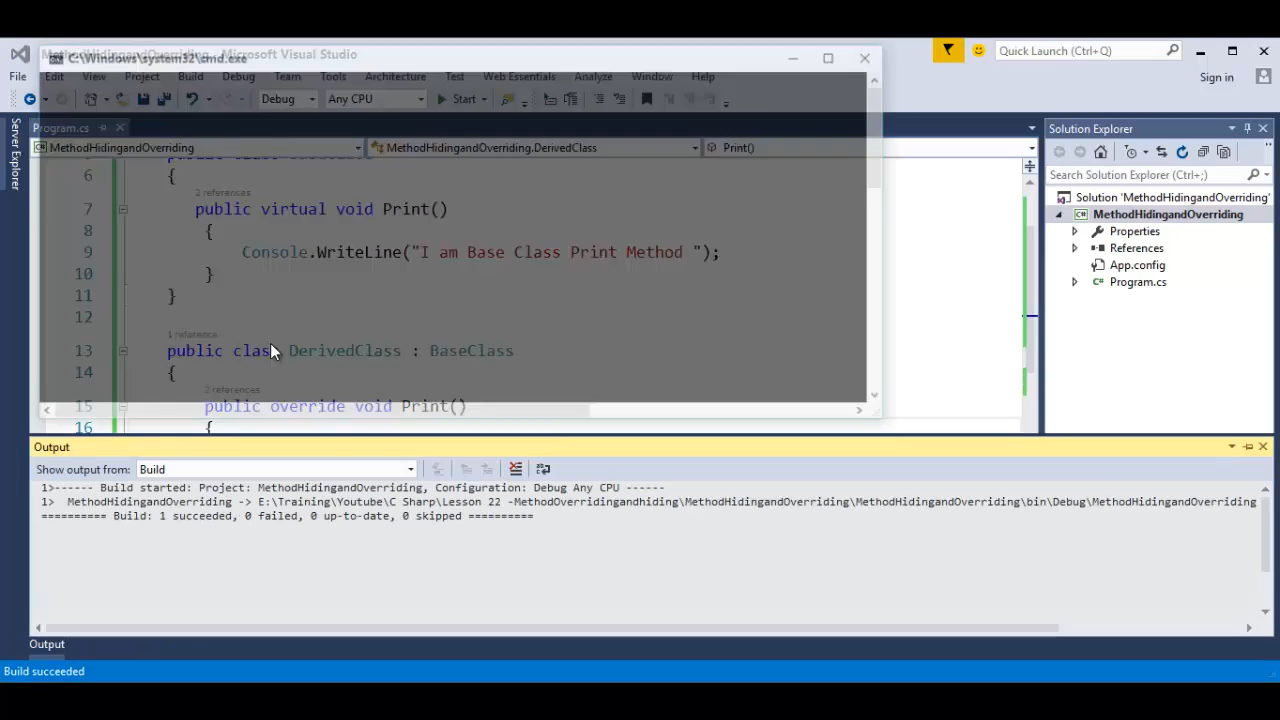 MethodHidingandOverriding - Microsoft Visual Studio
C:\Windows\system32\cmd.exe
Quick Launch (Ctrl+Q)
File Edit View Project Build Debug Team Tools Architecture Test Web Essentials Analyze Window Help
Sign in
Debug Any CPU Start
Server Explorer
Program.cs
MethodHidingandOverriding MethodHidingandOverriding.DerivedClass Print()
6 {
2 references
7 public virtual void Print()
8 {
9 Console.WriteLine("I am Base Class Print Method ");
10 }
11 }
12
1 reference
13 public class DerivedClass : BaseClass
14 {
2 references
15 public override void Print()
16 {
Solution Explorer
Search Solution Explorer (Ctrl+;)
Solution 'MethodHidingandOverriding'
MethodHidingandOverriding
Properties
References
App.config
C# Program.cs
Output
Show output from: Build
1>------ Build started: Project: MethodHidingandOverriding, Configuration: Debug Any CPU ------
1> MethodHidingandOverriding -> E:\Training\Youtube\C Sharp\Lesson 22 -MethodOverridingandhiding\MethodHidingandOverriding\MethodHidingandOverriding\bin\Debug\MethodHidingandOverriding
========== Build: 1 succeeded, 0 failed, 0 up-to-date, 0 skipped ==========
Output
Build succeeded